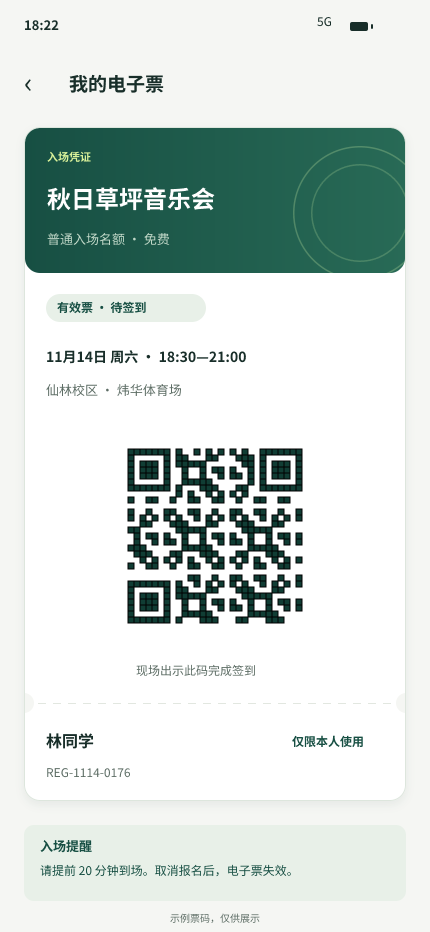 18:22
5G
‹ 我的电子票
入场凭证
秋日草坪音乐会
普通入场名额 · 免费
有效票 · 待签到
11月14日 周六 · 18:30—21:00
仙林校区 · 炜华体育场
现场出示此码完成签到
林同学
仅限本人使用
REG-1114-0176
入场提醒
请提前 20 分钟到场。取消报名后，电子票失效。
示例票码，仅供展示